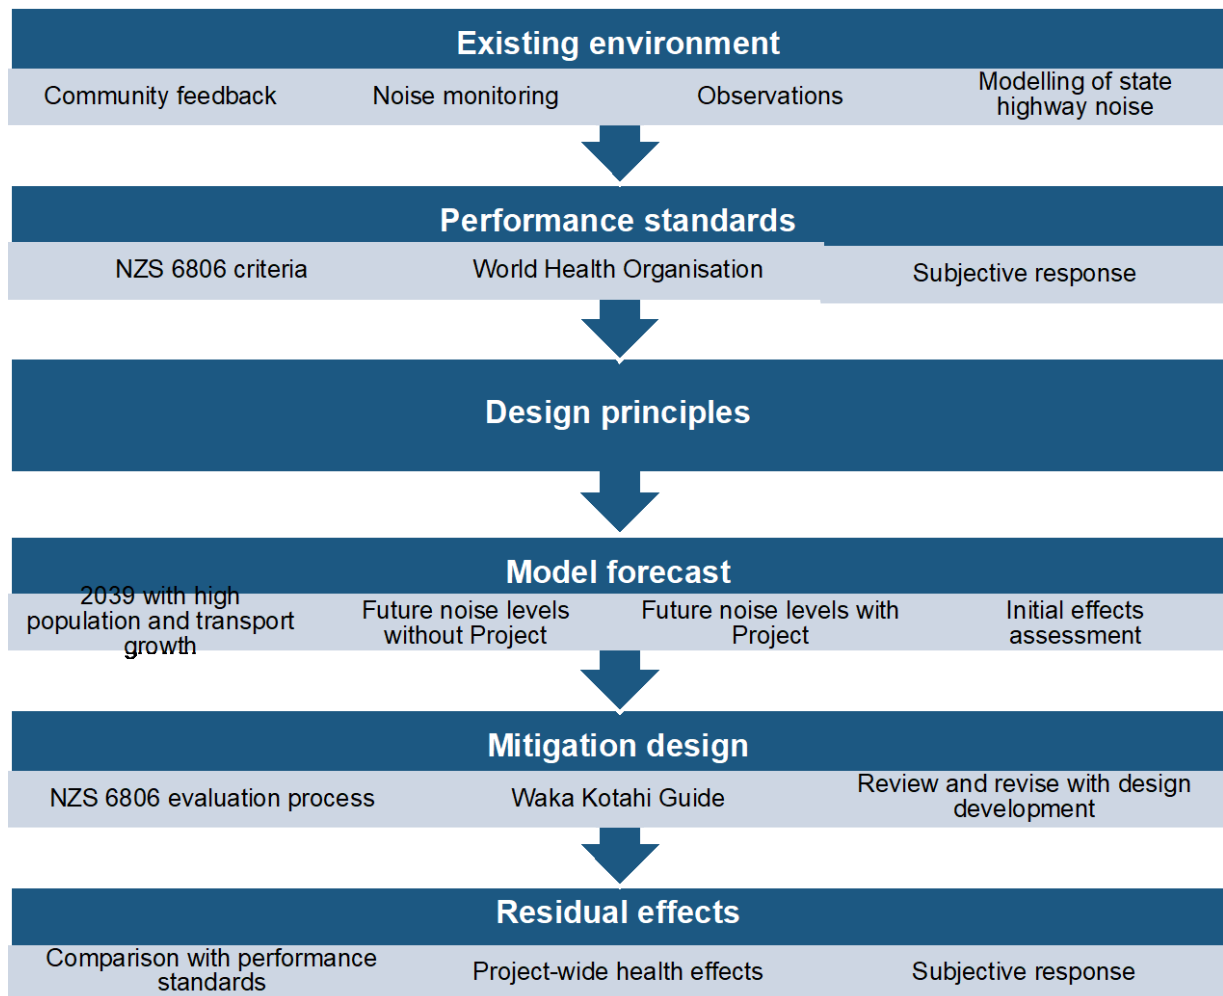 Existing environment
Community feedback
Noise monitoring
Observations
Modelling of state
highway noise
Performance standards
NZS 6806 criteria
World Health Organisation
Subjective response
Design principles
Model forecast
2039 with high
population and transport
growth
Future noise levels
without Project
Future noise levels with
Project
Initial effects
assessment
Mitigation design
NZS 6806 evaluation process
Waka Kotahi Guide
Review and revise with design
development
Residual effects
Comparison with performance
standards
Project-wide health effects
Subjective response